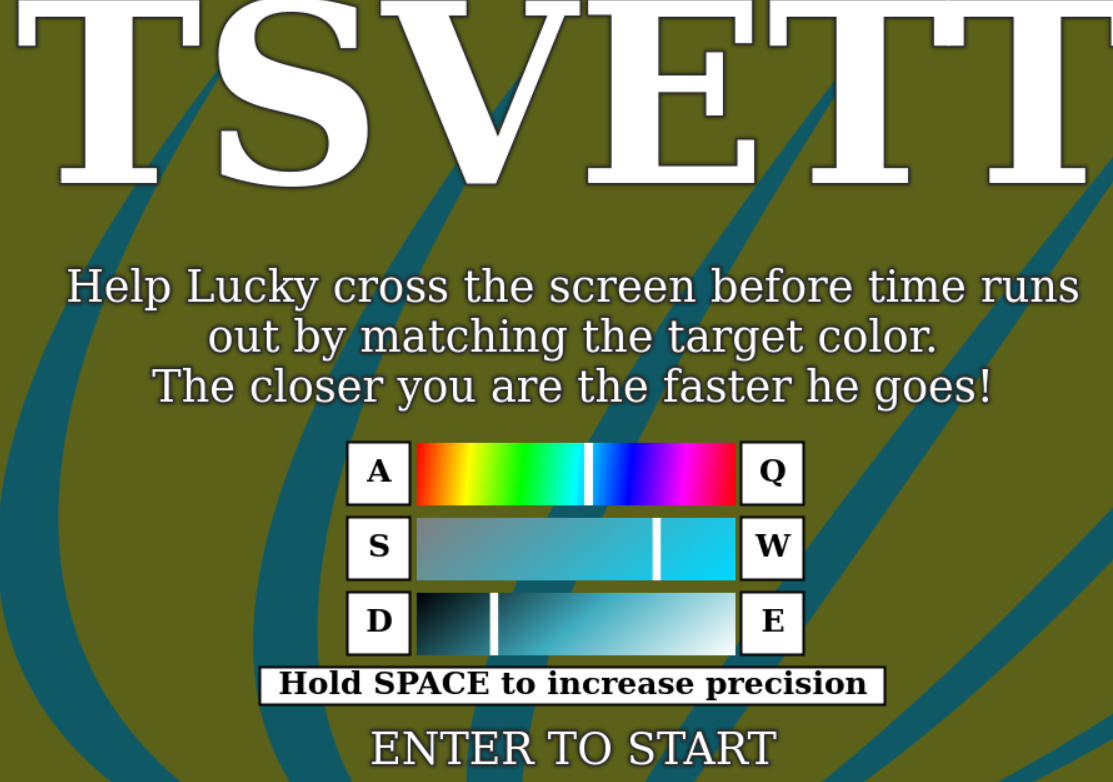 TSVETT
Help Lucky cross the screen before time runs
out by matching the target color.
The closer you are the faster he goes!
A Q
S W
D E
Hold SPACE to increase precision
ENTER TO START